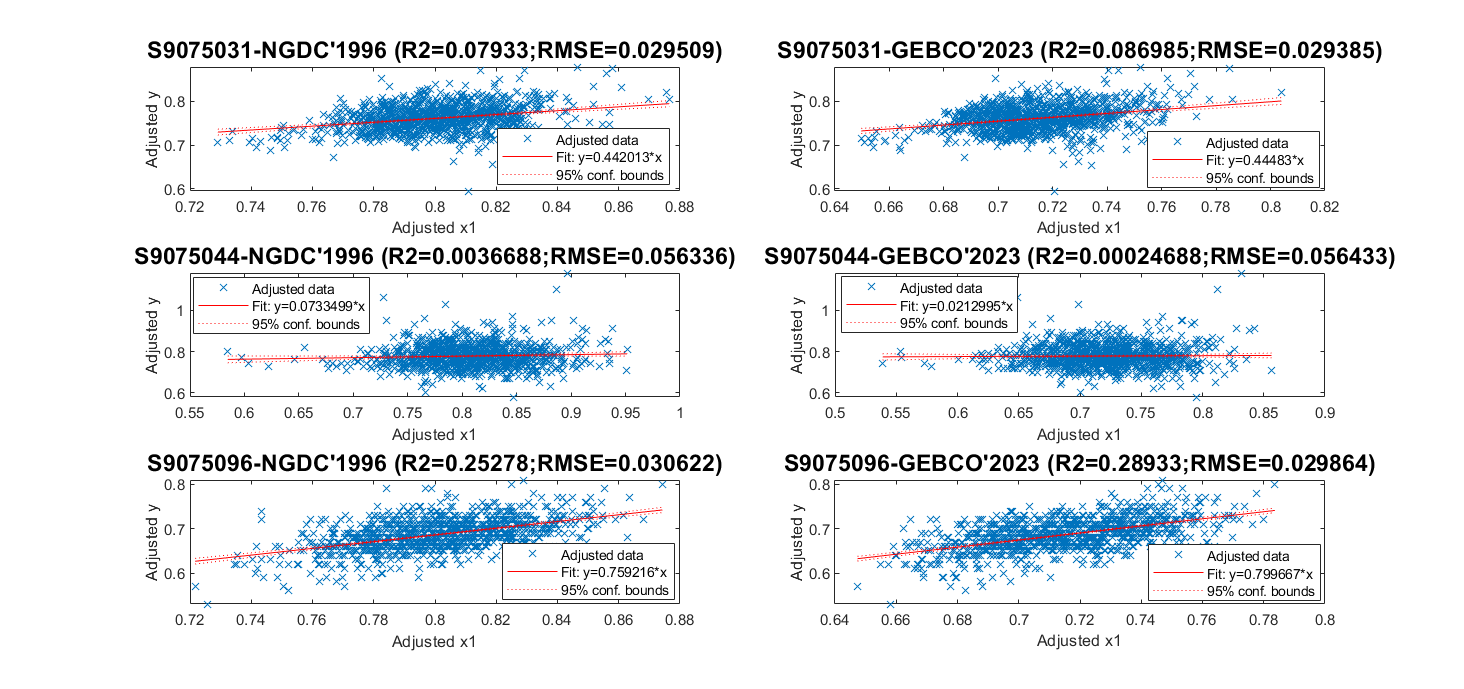 S9075031-NGDC'1996 (R2=0.07933;RMSE=0.029509)
Adjusted y
0.8
0.7
0.6
Adjusted data
Fit: y=0.442013*x
95% conf. bounds
0.72 0.74 0.76 0.78 0.8 0.82 0.84 0.86 0.88
Adjusted x1
S9075031-GEBCO'2023 (R2=0.086985;RMSE=0.029385)
Adjusted y
0.8
0.7
0.6
Adjusted data
Fit: y=0.44483*x
95% conf. bounds
0.64 0.66 0.68 0.7 0.72 0.74 0.76 0.78 0.8 0.82
Adjusted x1
S9075044-NGDC'1996 (R2=0.0036688;RMSE=0.056336)
Adjusted y
1
0.8
0.6
Adjusted data
Fit: y=0.0733499*x
95% conf. bounds
0.55 0.6 0.65 0.7 0.75 0.8 0.85 0.9 0.95 1
Adjusted x1
S9075044-GEBCO'2023 (R2=0.00024688;RMSE=0.056433)
Adjusted y
1
0.8
0.6
Adjusted data
Fit: y=0.0212995*x
95% conf. bounds
0.5 0.55 0.6 0.65 0.7 0.75 0.8 0.85 0.9
Adjusted x1
S9075096-NGDC'1996 (R2=0.25278;RMSE=0.030622)
Adjusted y
0.8
0.7
0.6
Adjusted data
Fit: y=0.759216*x
95% conf. bounds
0.72 0.74 0.76 0.78 0.8 0.82 0.84 0.86 0.88
Adjusted x1
S9075096-GEBCO'2023 (R2=0.28933;RMSE=0.029864)
Adjusted y
0.8
0.7
0.6
Adjusted data
Fit: y=0.799667*x
95% conf. bounds
0.64 0.66 0.68 0.7 0.72 0.74 0.76 0.78 0.8
Adjusted x1